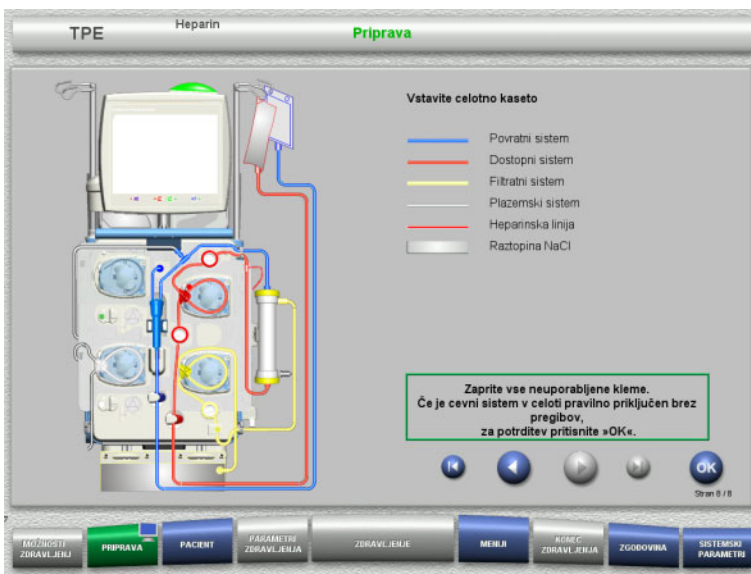 TPE
Heparin
Priprava
Vstavite celotno kaseto
Povratni sistem
Dostopni sistem
Filtratni sistem
Plazemski sistem
Heparinska linija
Raztopina NaCl
Zaprite vse neuporabljene kleme.
Če je cevni sistem v celoti pravilno priključen brez
pregibov,
za potrditev pritisnite »OK«.
OK
Stran 8 / 8
MOŽNOSTI
ZDRAVLJENJ
PRIPRAVA
PACIENT
PARAMETRI
ZDRAVLJENJA
ZDRAVLJENJE
MENIJI
KONEC
ZDRAVLJENJA
ZGODOVINA
SISTEMSKI
PARAMETRI